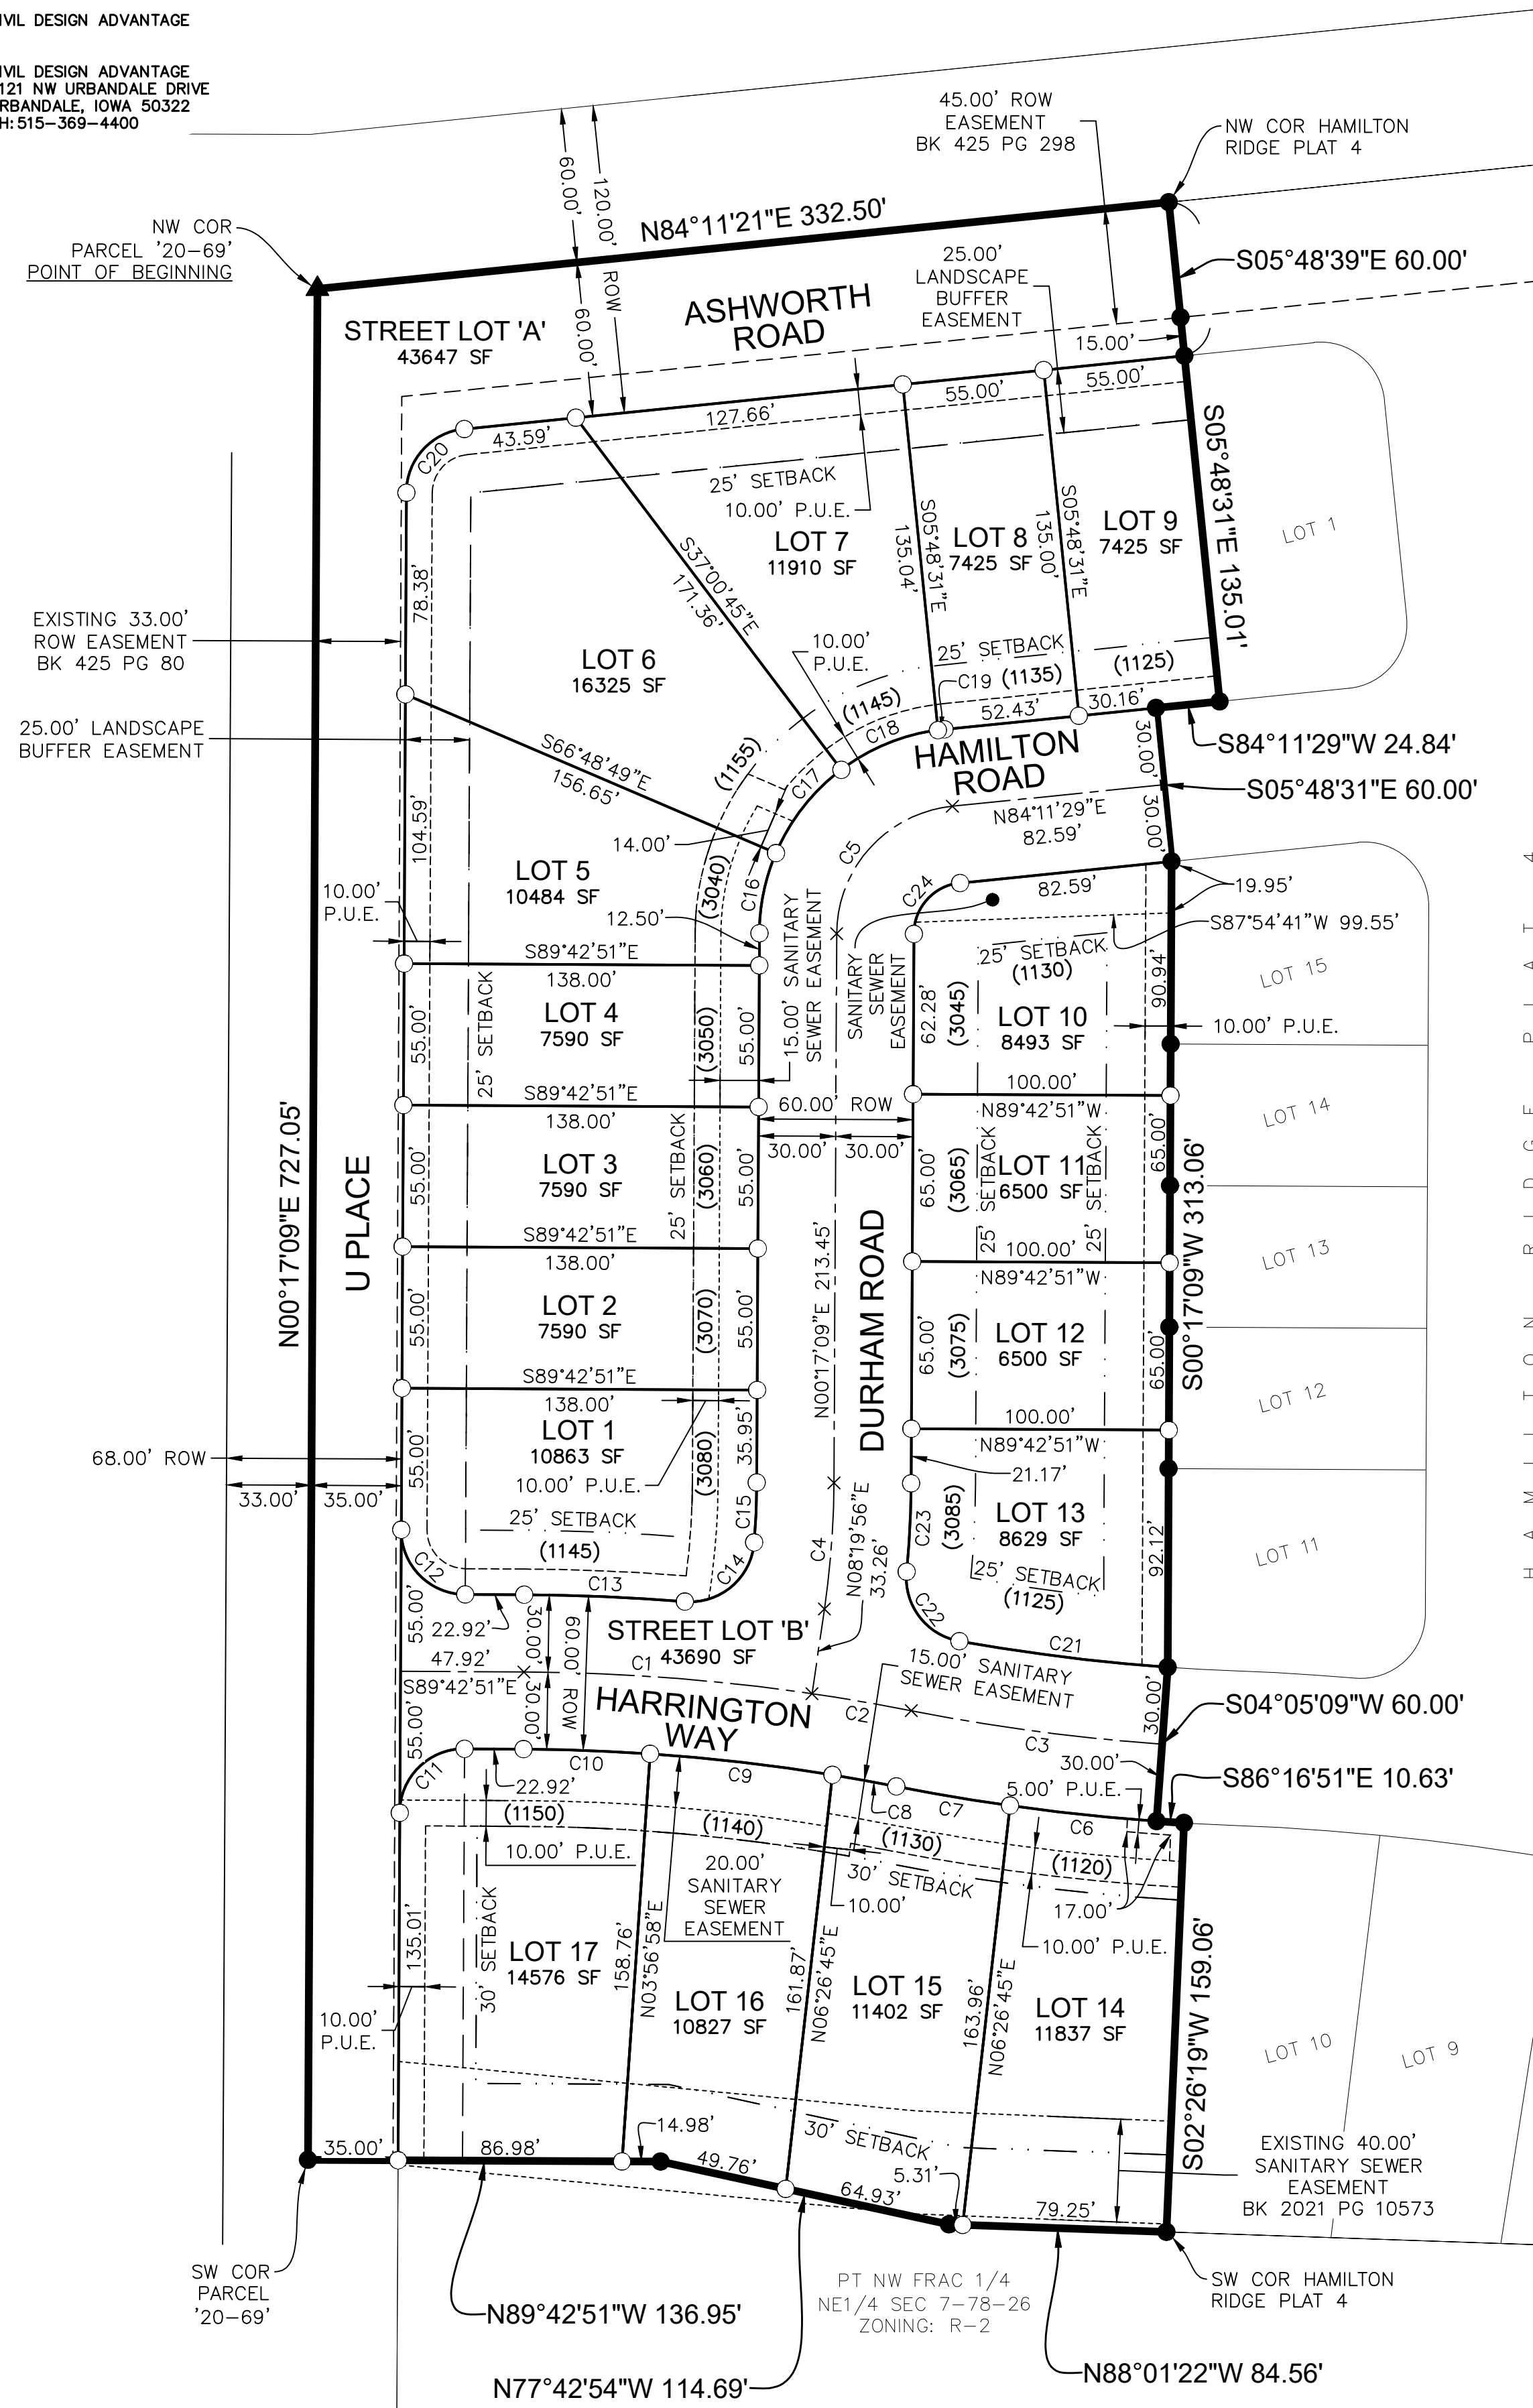 IVIL DESIGN ADVANTAGE
IVIL DESIGN ADVANTAGE
121 NW URBANDALE DRIVE
RBANDALE, IOWA 50322
H: 515-369-4400
45.00' ROW
EASEMENT
BK 425 PG 298
NW COR HAMILTON
RIDGE PLAT 4
60.00'
120.00'
ROW
60.00'
N84°11'21"E 332.50'
NW COR
PARCEL '20-69'
POINT OF BEGINNING
S05°48'39"E 60.00'
25.00'
LANDSCAPE
BUFFER
EASEMENT
ASHWORTH
ROAD
STREET LOT 'A'
43647 SF
15.00'
C20
43.59'
127.66'
55.00'
55.00'
25' SETBACK
10.00' P.U.E.
S05°48'31"E 135.01'
LOT 7
11910 SF
LOT 8
7425 SF
LOT 9
7425 SF
LOT 1
S05°48'31"E
135.04'
S05°48'31"E
135.00'
S37°00'45"E
171.36'
78.38'
EXISTING 33.00'
ROW EASEMENT
BK 425 PG 80
LOT 6
16325 SF
10.00'
P.U.E.
25' SETBACK
C19
(1135)
(1125)
(1145)
C18
52.43'
30.16'
25.00' LANDSCAPE
BUFFER EASEMENT
S66°48'49"E
156.65'
(1155)
C17
HAMILTON
ROAD
30.00'
30.00'
S84°11'29"W 24.84'
S05°48'31"E 60.00'
N84°11'29"E
82.59'
14.00'
C5
104.59'
LOT 5
10484 SF
(3040)
C16
10.00'
P.U.E.
12.50'
15.00' SANITARY
SEWER EASEMENT
SANITARY
SEWER
EASEMENT
C24
82.59'
19.95'
S87°54'41"W 99.55'
25' SETBACK
(1130)
90.94'
LOT 15
S89°42'51"E
138.00'
LOT 4
7590 SF
55.00'
25' SETBACK
(3050)
55.00'
62.28'
(3045)
LOT 10
8493 SF
10.00' P.U.E.
S89°42'51"E
138.00'
60.00' ROW
30.00'
30.00'
100.00'
N89°42'51"W
LOT 14
LOT 3
7590 SF
55.00'
25' SETBACK
(3060)
55.00'
65.00'
(3065)
25' SETBACK
LOT 11
6500 SF
25' SETBACK
65.00'
S00°17'09"W 313.06'
N00°17'09"E 727.05'
U PLACE
S89°42'51"E
138.00'
N00°17'09"E 213.45'
DURHAM ROAD
100.00'
N89°42'51"W
LOT 13
LOT 2
7590 SF
55.00'
(3070)
55.00'
65.00'
(3075)
LOT 12
6500 SF
65.00'
LOT 12
S89°42'51"E
138.00'
100.00'
N89°42'51"W
LOT 1
10863 SF
55.00'
35.95'
10.00' P.U.E.
(3080)
68.00' ROW
33.00'
35.00'
21.17'
25' SETBACK
(1145)
C15
C14
C12
C13
C4
N08°19'56"E
33.26'
C23
(3085)
LOT 13
8629 SF
25' SETBACK
(1125)
92.12'
LOT 11
C22
C21
22.92'
55.00'
30.00'
60.00' ROW
STREET LOT 'B'
43690 SF
47.92'
S89°42'51"E
30.00'
C1
HARRINGTON
WAY
C2
C3
15.00' SANITARY
SEWER EASEMENT
30.00'
S04°05'09"W 60.00'
30.00'
55.00'
C11
22.92'
C10
C9
C8
C7
C6
5.00' P.U.E.
S86°16'51"E 10.63'
(1150)
(1140)
(1130)
(1120)
10.00' P.U.E.
20.00'
SANITARY
SEWER
EASEMENT
30' SETBACK
10.00'
17.00'
10.00' P.U.E.
135.01'
30' SETBACK
LOT 17
14576 SF
158.76'
N03°56'58"E
LOT 16
10827 SF
161.87'
N06°26'45"E
LOT 15
11402 SF
163.96'
N06°26'45"E
LOT 14
11837 SF
S02°26'19"W 159.06'
10.00'
P.U.E.
LOT 10
LOT 9
35.00'
86.98'
14.98'
49.76'
30' SETBACK
64.93'
5.31'
79.25'
EXISTING 40.00'
SANITARY SEWER
EASEMENT
BK 2021 PG 10573
SW COR
PARCEL
'20-69'
PT NW FRAC 1/4
NE1/4 SEC 7-78-26
ZONING: R-2
SW COR HAMILTON
RIDGE PLAT 4
N89°42'51"W 136.95'
N77°42'54"W 114.69'
N88°01'22"W 84.56'
HAMILTON RIDGE PLAT 4